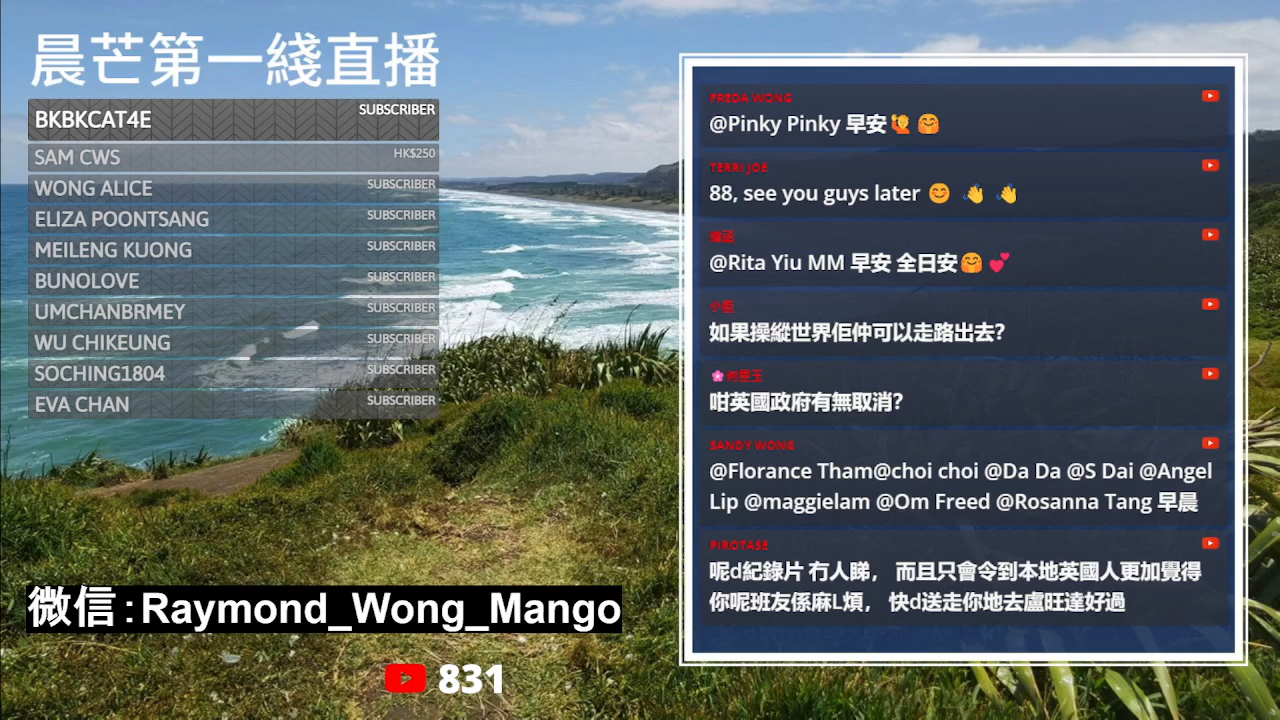 晨芒第一綫直播
BKBKCAT4E SUBSCRIBER
SAM CWS HK$250
WONG ALICE SUBSCRIBER
ELIZA POONTSANG SUBSCRIBER
MEILENG KUONG SUBSCRIBER
BUNOLOVE SUBSCRIBER
UMCHANBRMEY SUBSCRIBER
WU CHIKEUNG SUBSCRIBER
SOCHING1804 SUBSCRIBER
EVA CHAN SUBSCRIBER
微信:Raymond_Wong_Mango
831
FREDA WONG
@Pinky Pinky 早安🙋🤗
TERRI JOE
88, see you guys later 😊 👋 👋
@Rita Yiu MM 早安 全日安🤗💕
如果操縱世界佢仲可以走路出去?
咁英國政府有無取消?
SANDY WONG
@Florance Tham@choi choi @Da Da @S Dai @Angel
Lip @maggielam @Om Freed @Rosanna Tang 早晨
PIROTASE
呢d紀錄片 冇人睇， 而且只會令到本地英國人更加覺得
你呢班友係麻L煩， 快d送走你地去盧旺達好過